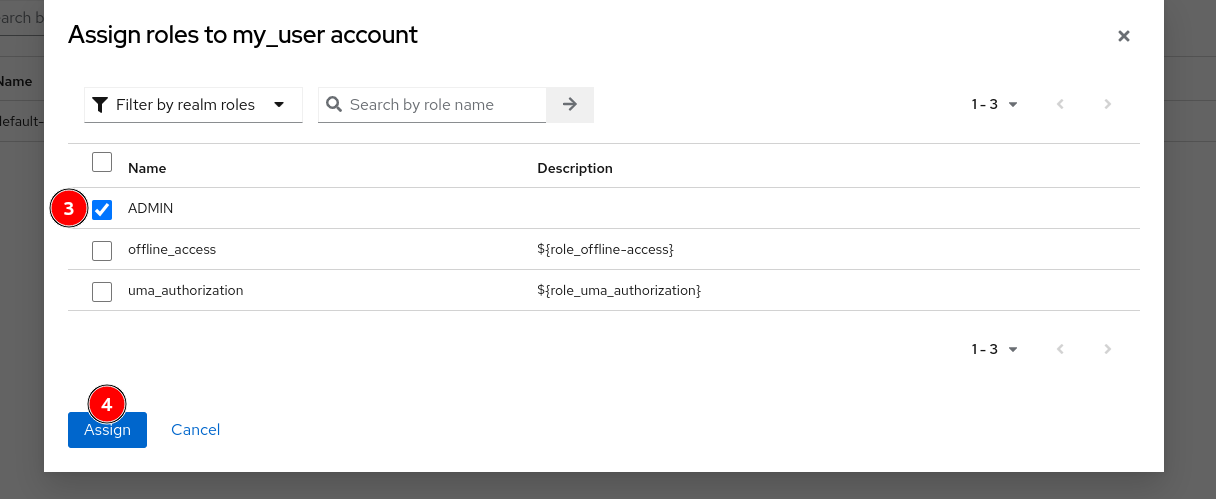 earch b
Assign roles to my_user account
Filter by realm roles
Search by role name
1 - 3
Name
default-
Name Description
3
ADMIN
offline_access ${role_offline-access}
uma_authorization ${role_uma_authorization}
1 - 3
4
Assign Cancel